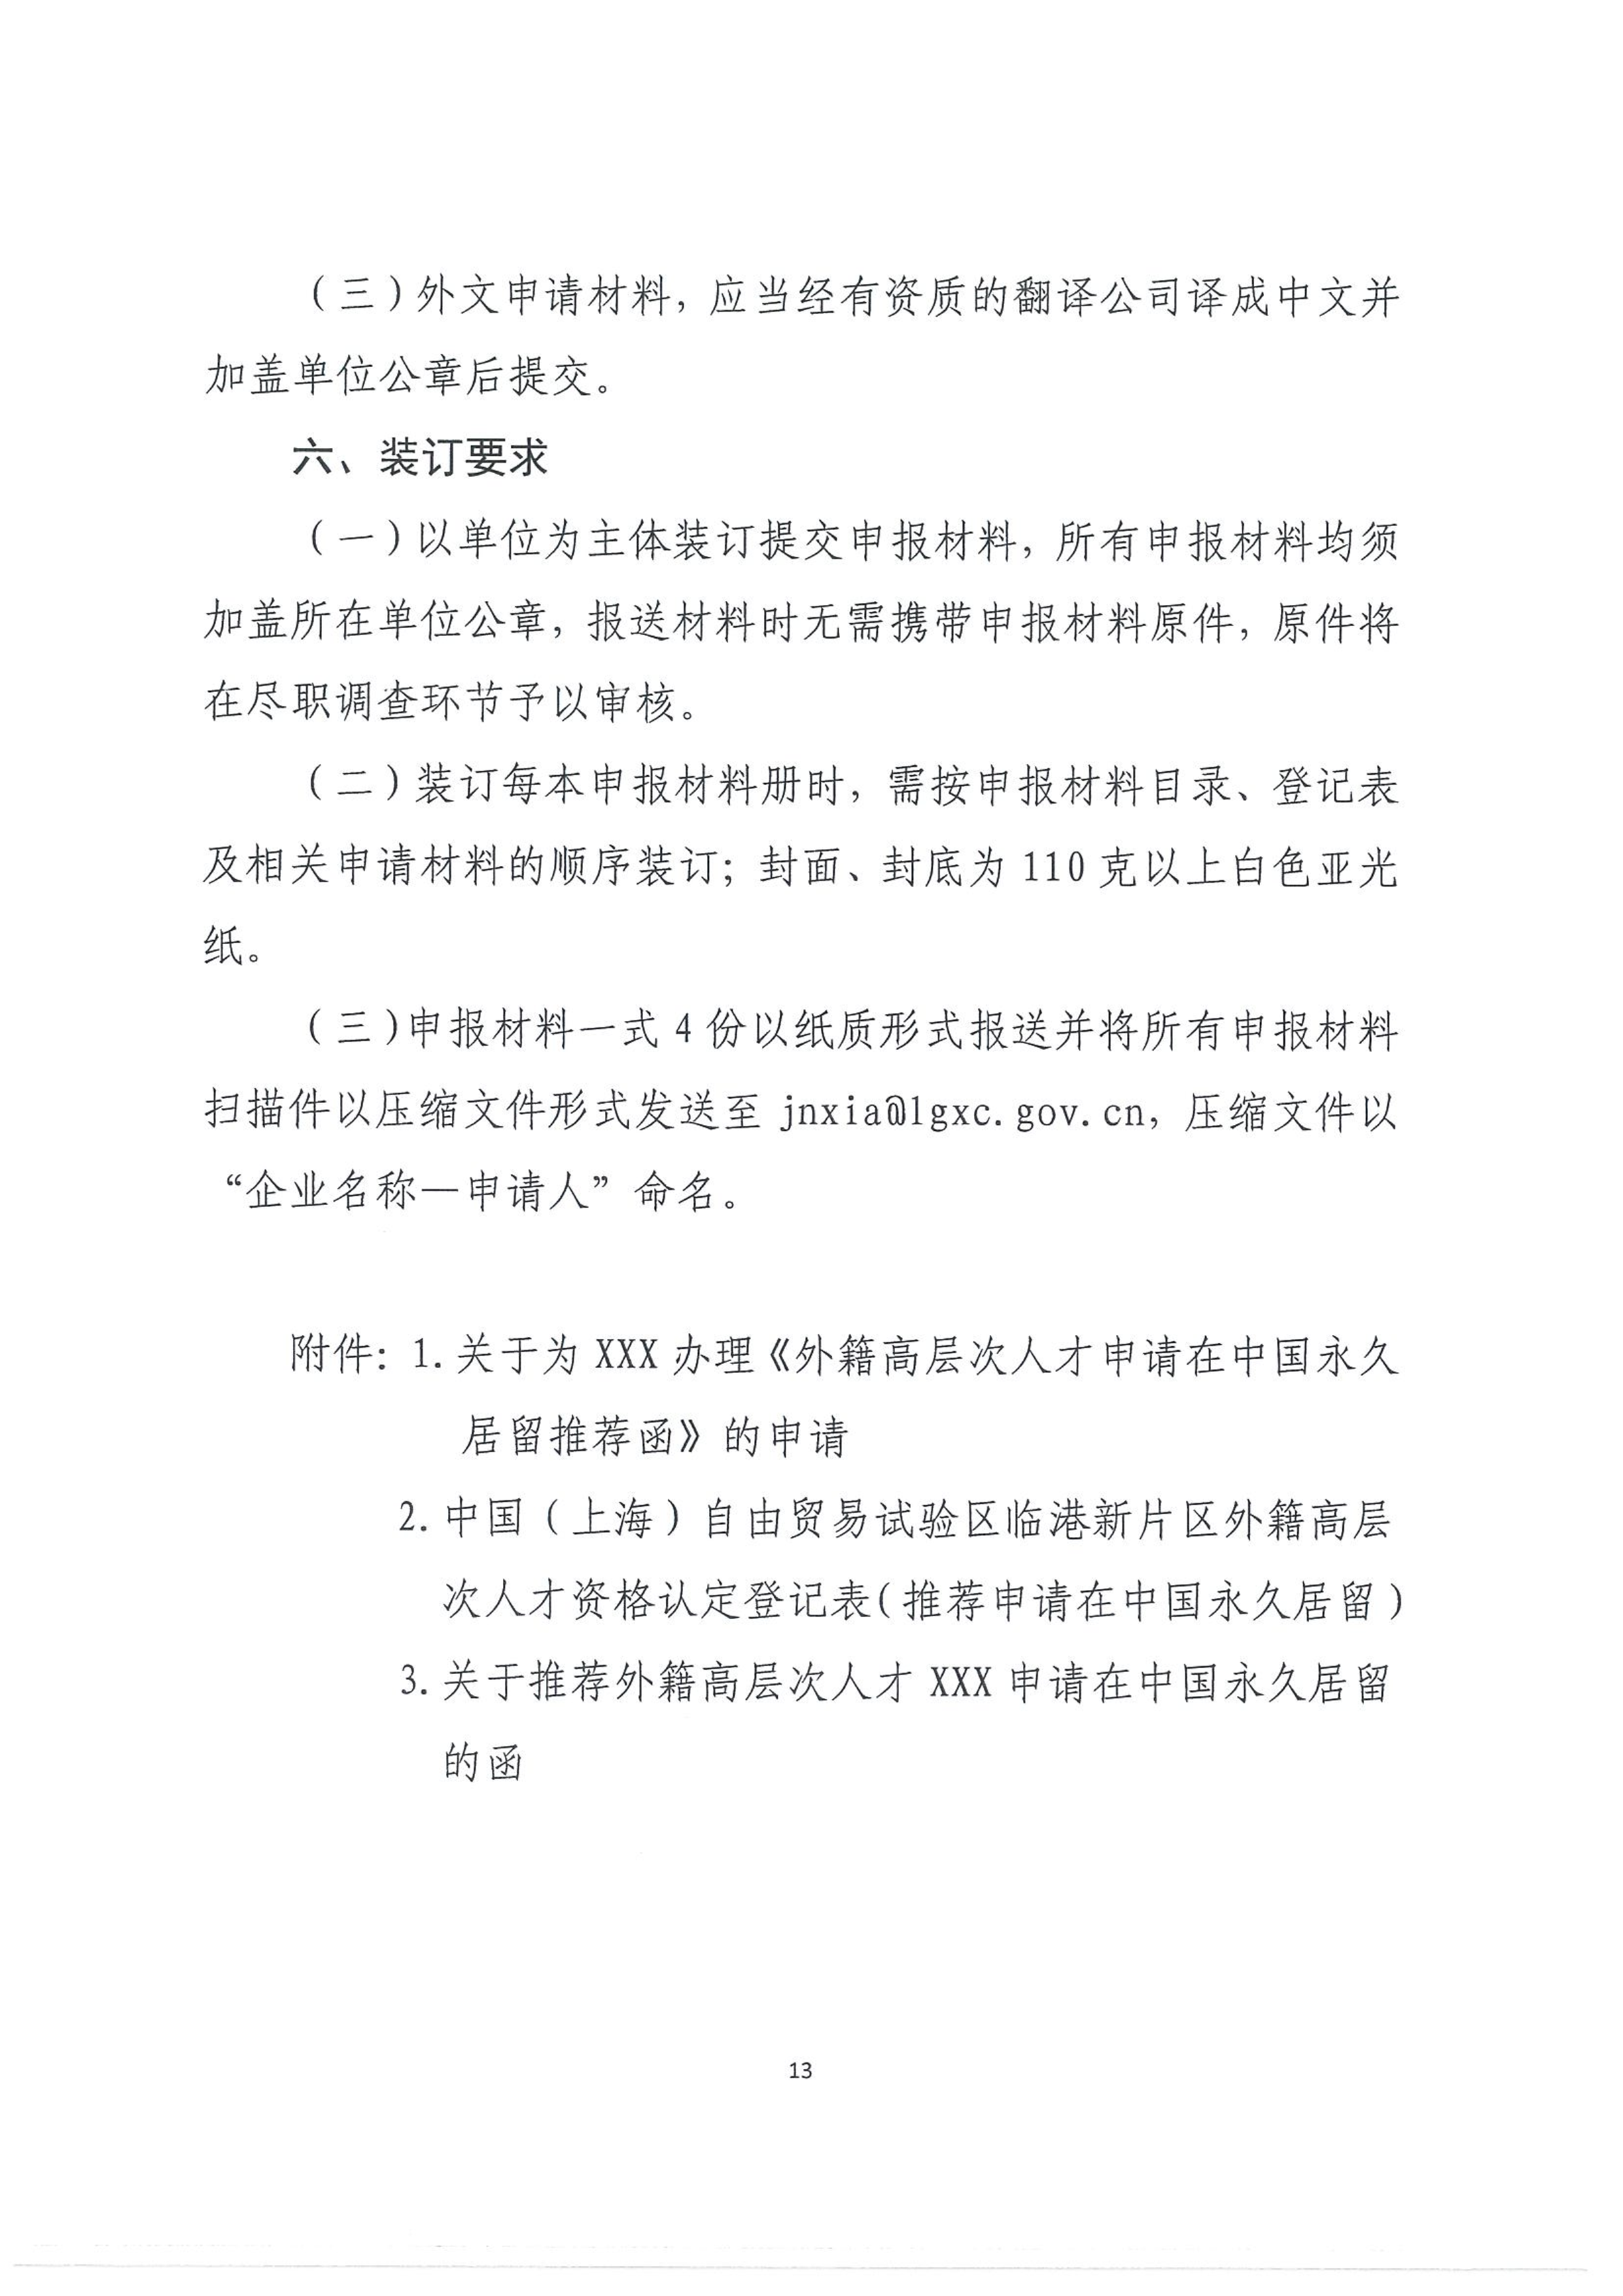 （三）外文申请材料，应当经有资质的翻译公司译成中文并
加盖单位公章后提交。
六、装订要求
（一）以单位为主体装订提交申报材料，所有申报材料均须
加盖所在单位公章，报送材料时无需携带申报材料原件，原件将
在尽职调查环节予以审核。
（二）装订每本申报材料册时，需按申报材料目录、登记表
及相关申请材料的顺序装订；封面、封底为 110 克以上白色亚光
纸。
（三）申报材料一式 4 份以纸质形式报送并将所有申报材料
扫描件以压缩文件形式发送至 jnxia@lgxc.gov.cn，压缩文件以
“企业名称—申请人”命名。
附件：1.关于为 XXX 办理《外籍高层次人才申请在中国永久
居留推荐函》的申请
2.中国（上海）自由贸易试验区临港新片区外籍高层
次人才资格认定登记表（推荐申请在中国永久居留）
3.关于推荐外籍高层次人才 XXX 申请在中国永久居留
的函
13